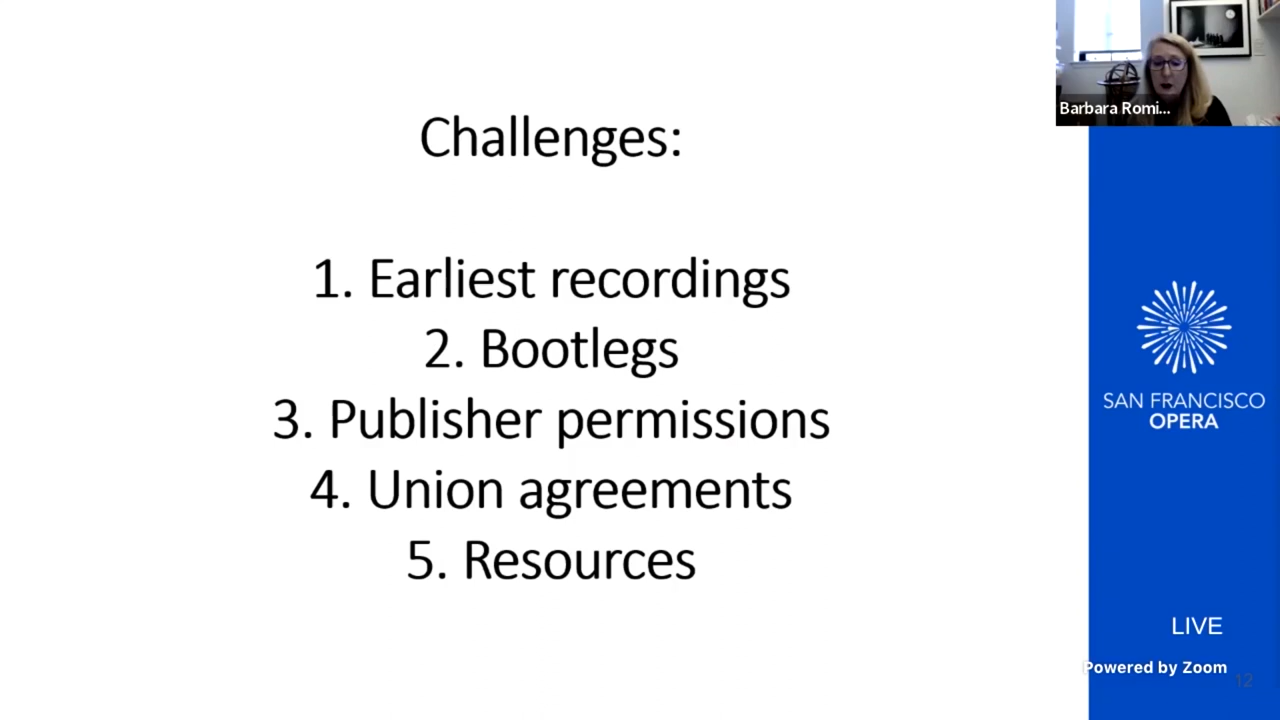 Barbara Romi...
Challenges:
1. Earliest recordings
2. Bootlegs
3. Publisher permissions
4. Union agreements
5. Resources
SAN FRANCISCO
OPERA
LIVE
Powered by Zoom
12